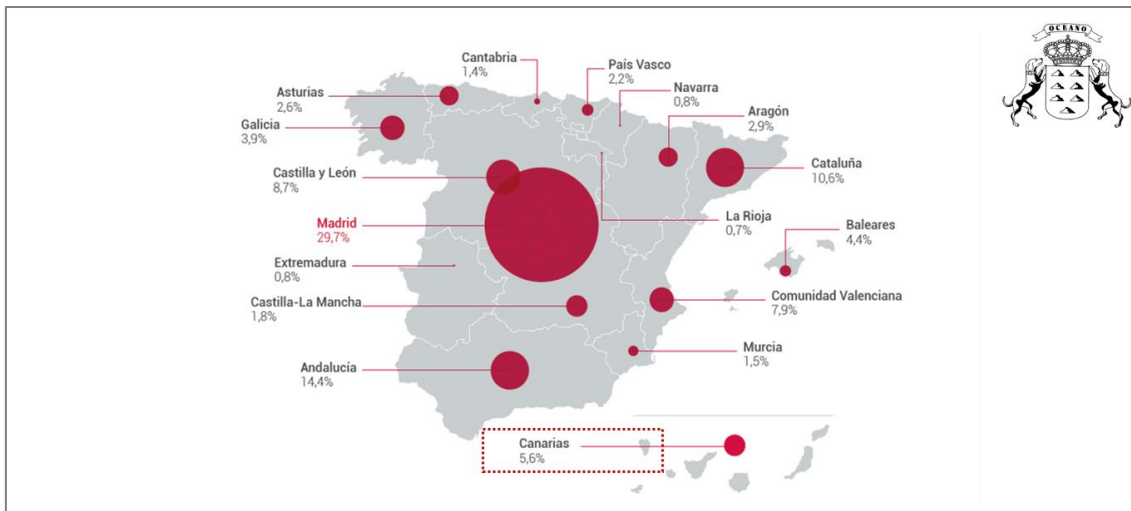 OCEANO
Cantabria
1,4%
País Vasco
2,2%
Navarra
0,8%
Asturias
2,6%
Aragón
2,9%
Galicia
3,9%
Cataluña
10,6%
Castilla y León
8,7%
Madrid
29,7%
La Rioja
0,7%
Baleares
4,4%
Extremadura
0,8%
Castilla-La Mancha
1,8%
Comunidad Valenciana
7,9%
Murcia
1,5%
Andalucía
14,4%
Canarias
5,6%